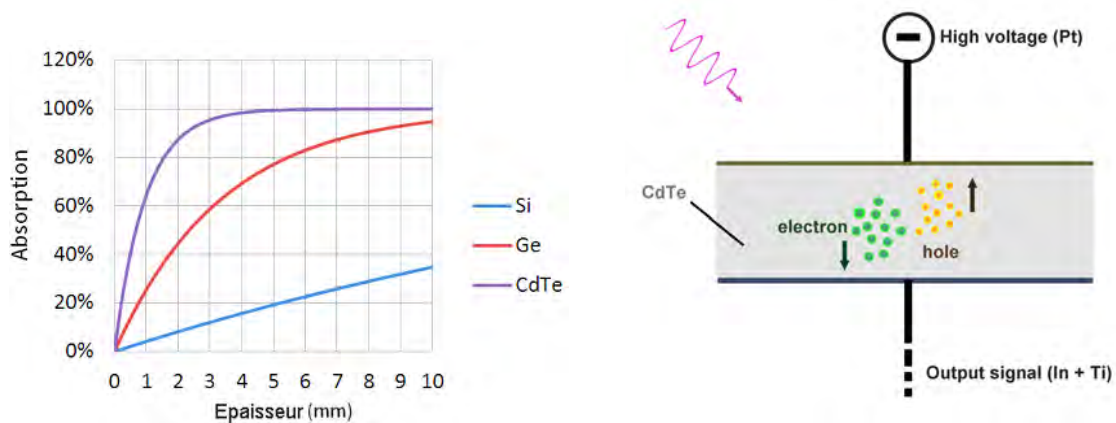 120%
100%
80%
60%
40%
20%
0%
Absorption
0 1 2 3 4 5 6 7 8 9 10
Epaisseur (mm)
Si
Ge
CdTe
High voltage (Pt)
CdTe
electron
hole
Output signal (In + Ti)